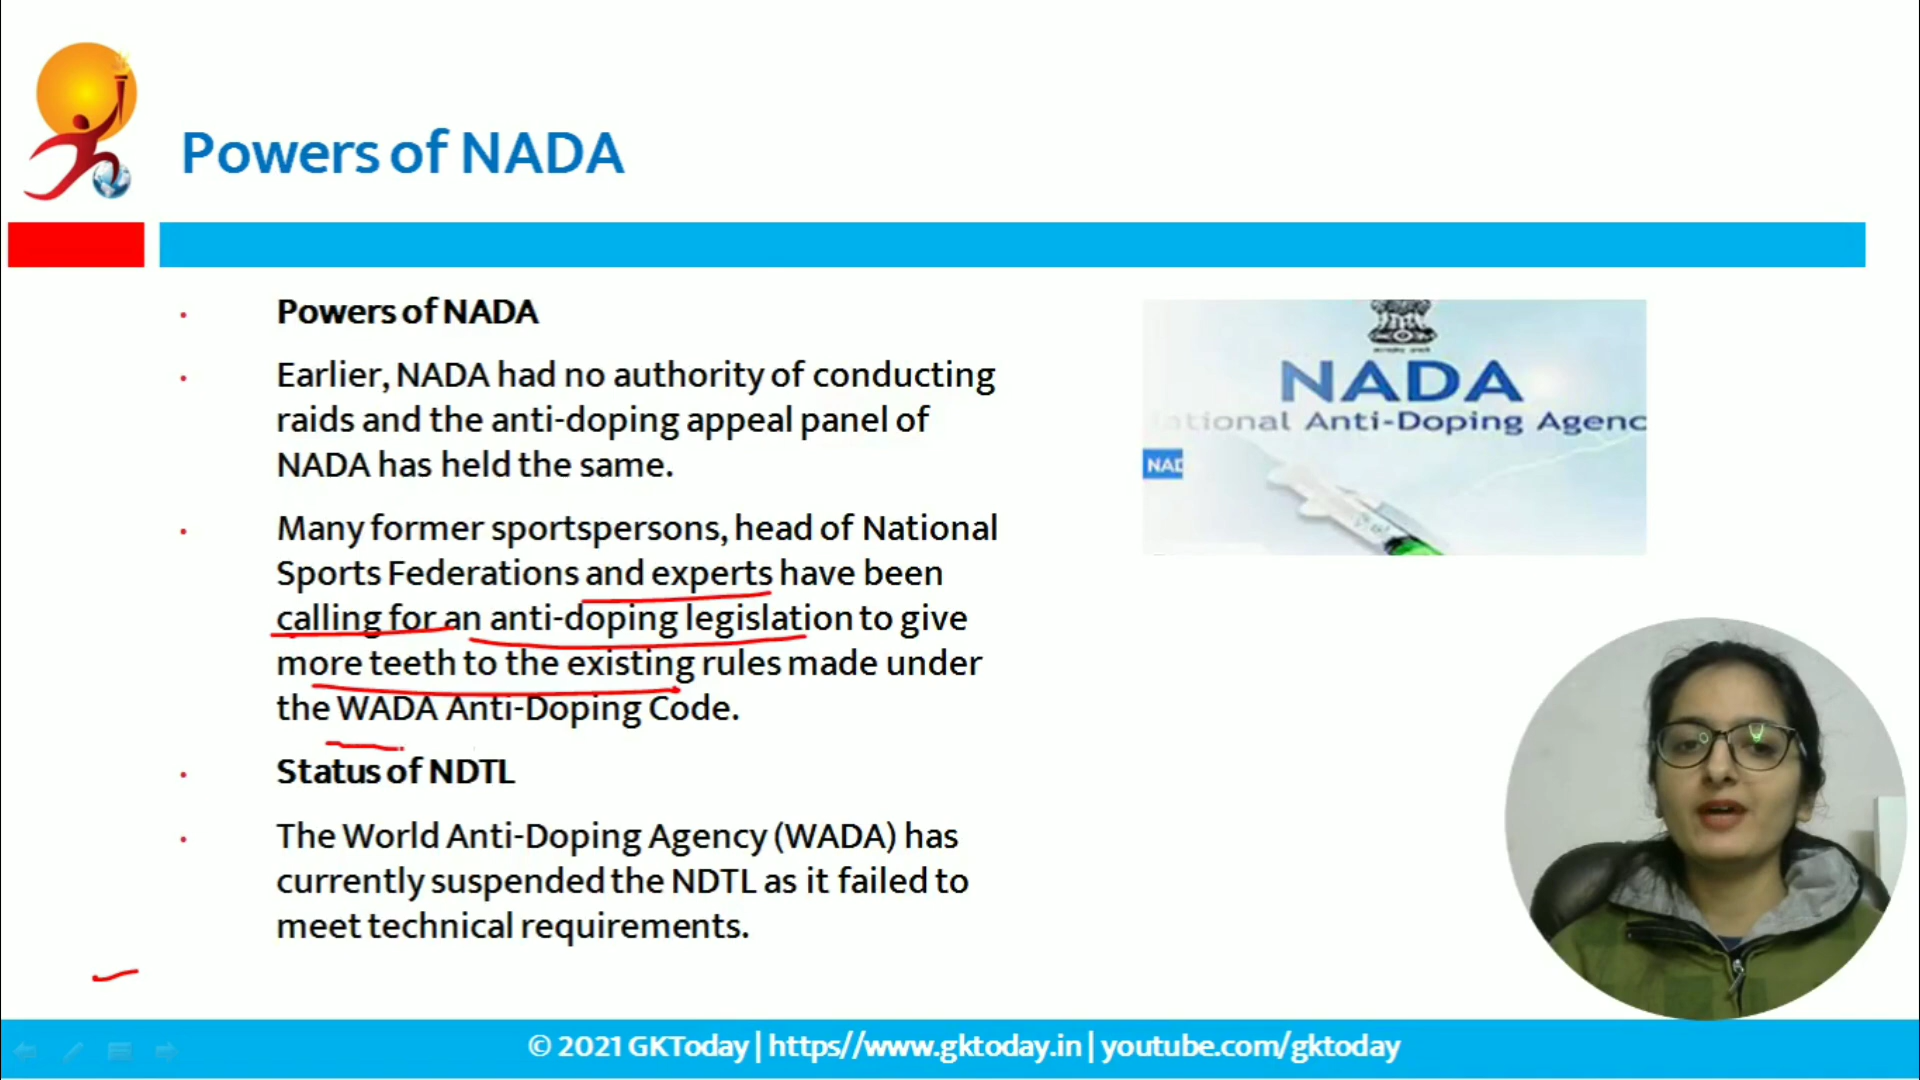 Powers of NADA
Powers of NADA
Earlier, NADA had no authority of conducting
raids and the anti-doping appeal panel of
NADA has held the same.
Many former sportspersons, head of National
Sports Federations and experts have been
calling for an anti-doping legislation to give
more teeth to the existing rules made under
the WADA Anti-Doping Code.
Status of NDTL
The World Anti-Doping Agency (WADA) has
currently suspended the NDTL as it failed to
meet technical requirements.
NADA
ational Anti-Doping Agenc
NAD
© 2021 GKToday | https//www.gktoday.in | youtube.com/gktoday